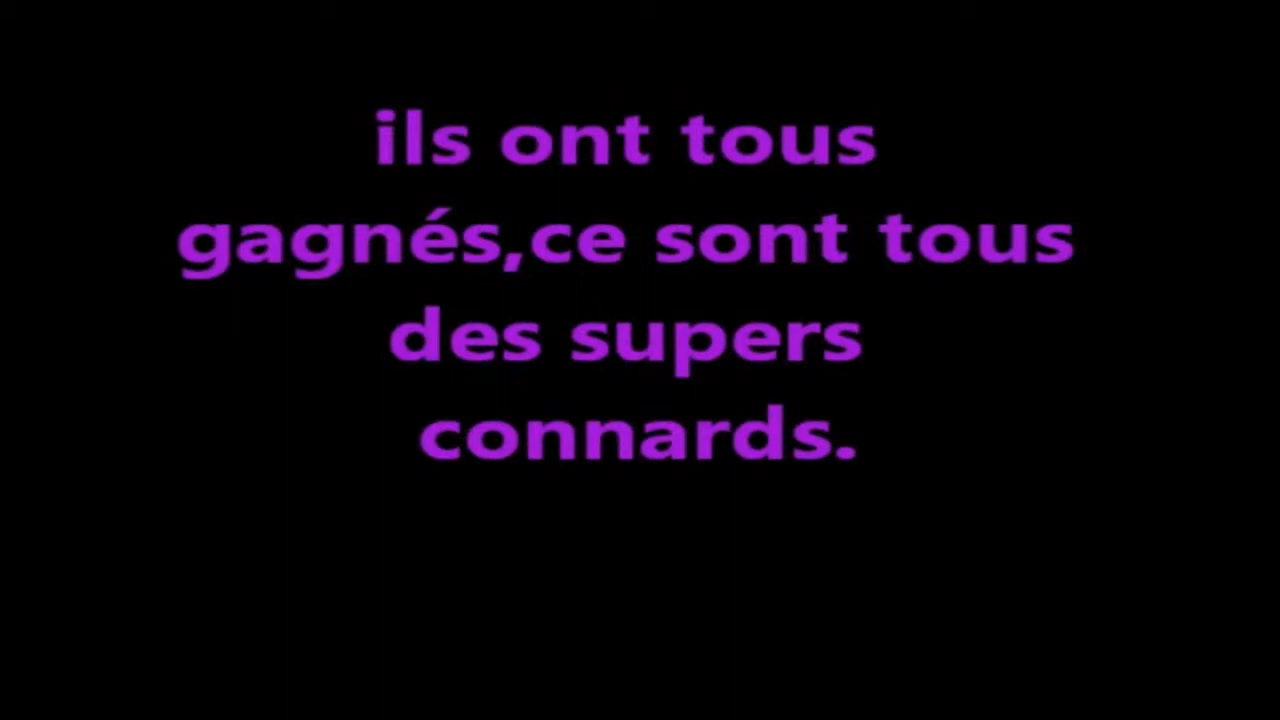 ils ont tous
gagnés,ce sont tous
des supers
connards.